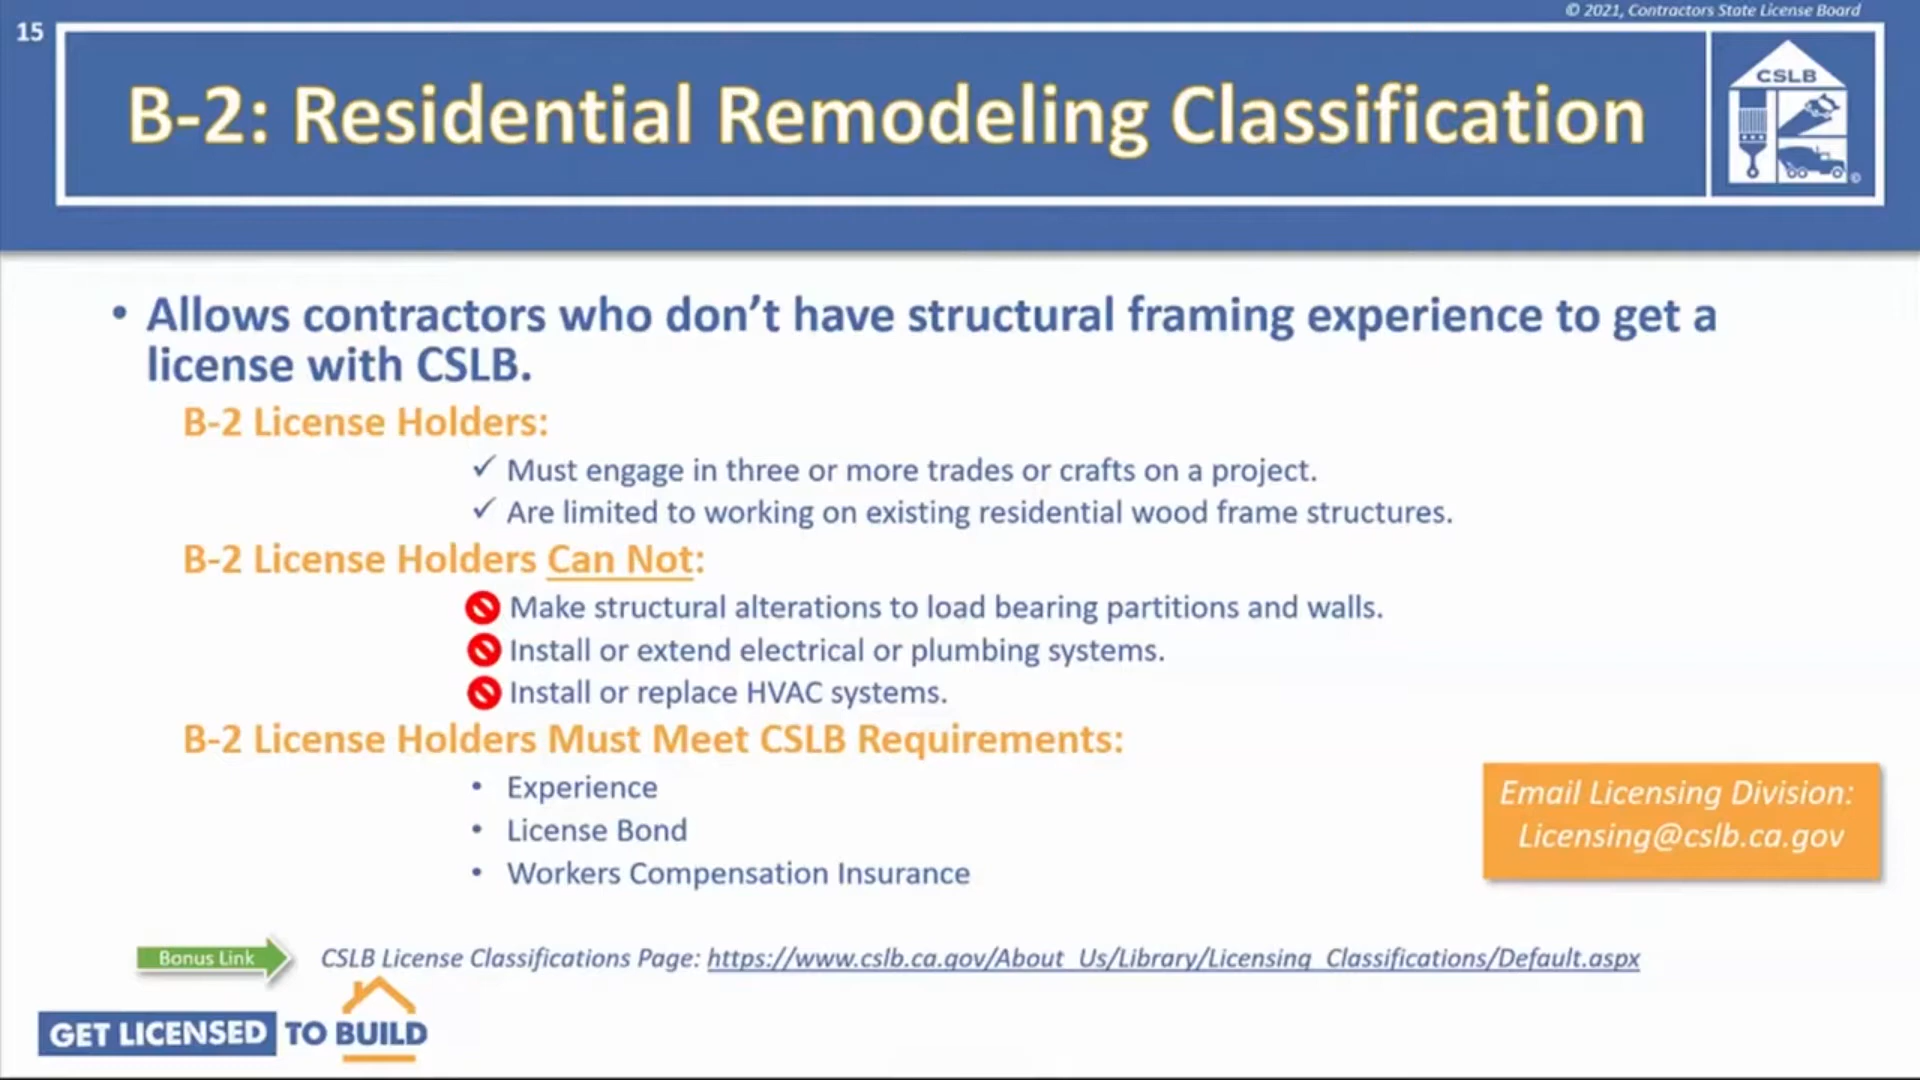 © 2021, Contractors State License Board
15
B-2: Residential Remodeling Classification
CSLB
©
• Allows contractors who don’t have structural framing experience to get a
license with CSLB.
B-2 License Holders:
✓ Must engage in three or more trades or crafts on a project.
✓ Are limited to working on existing residential wood frame structures.
B-2 License Holders Can Not:
Make structural alterations to load bearing partitions and walls.
Install or extend electrical or plumbing systems.
Install or replace HVAC systems.
B-2 License Holders Must Meet CSLB Requirements:
• Experience
• License Bond
• Workers Compensation Insurance
Email Licensing Division:
Licensing@cslb.ca.gov
Bonus Link
CSLB License Classifications Page: https://www.cslb.ca.gov/About_Us/Library/Licensing_Classifications/Default.aspx
GET LICENSED TO BUILD